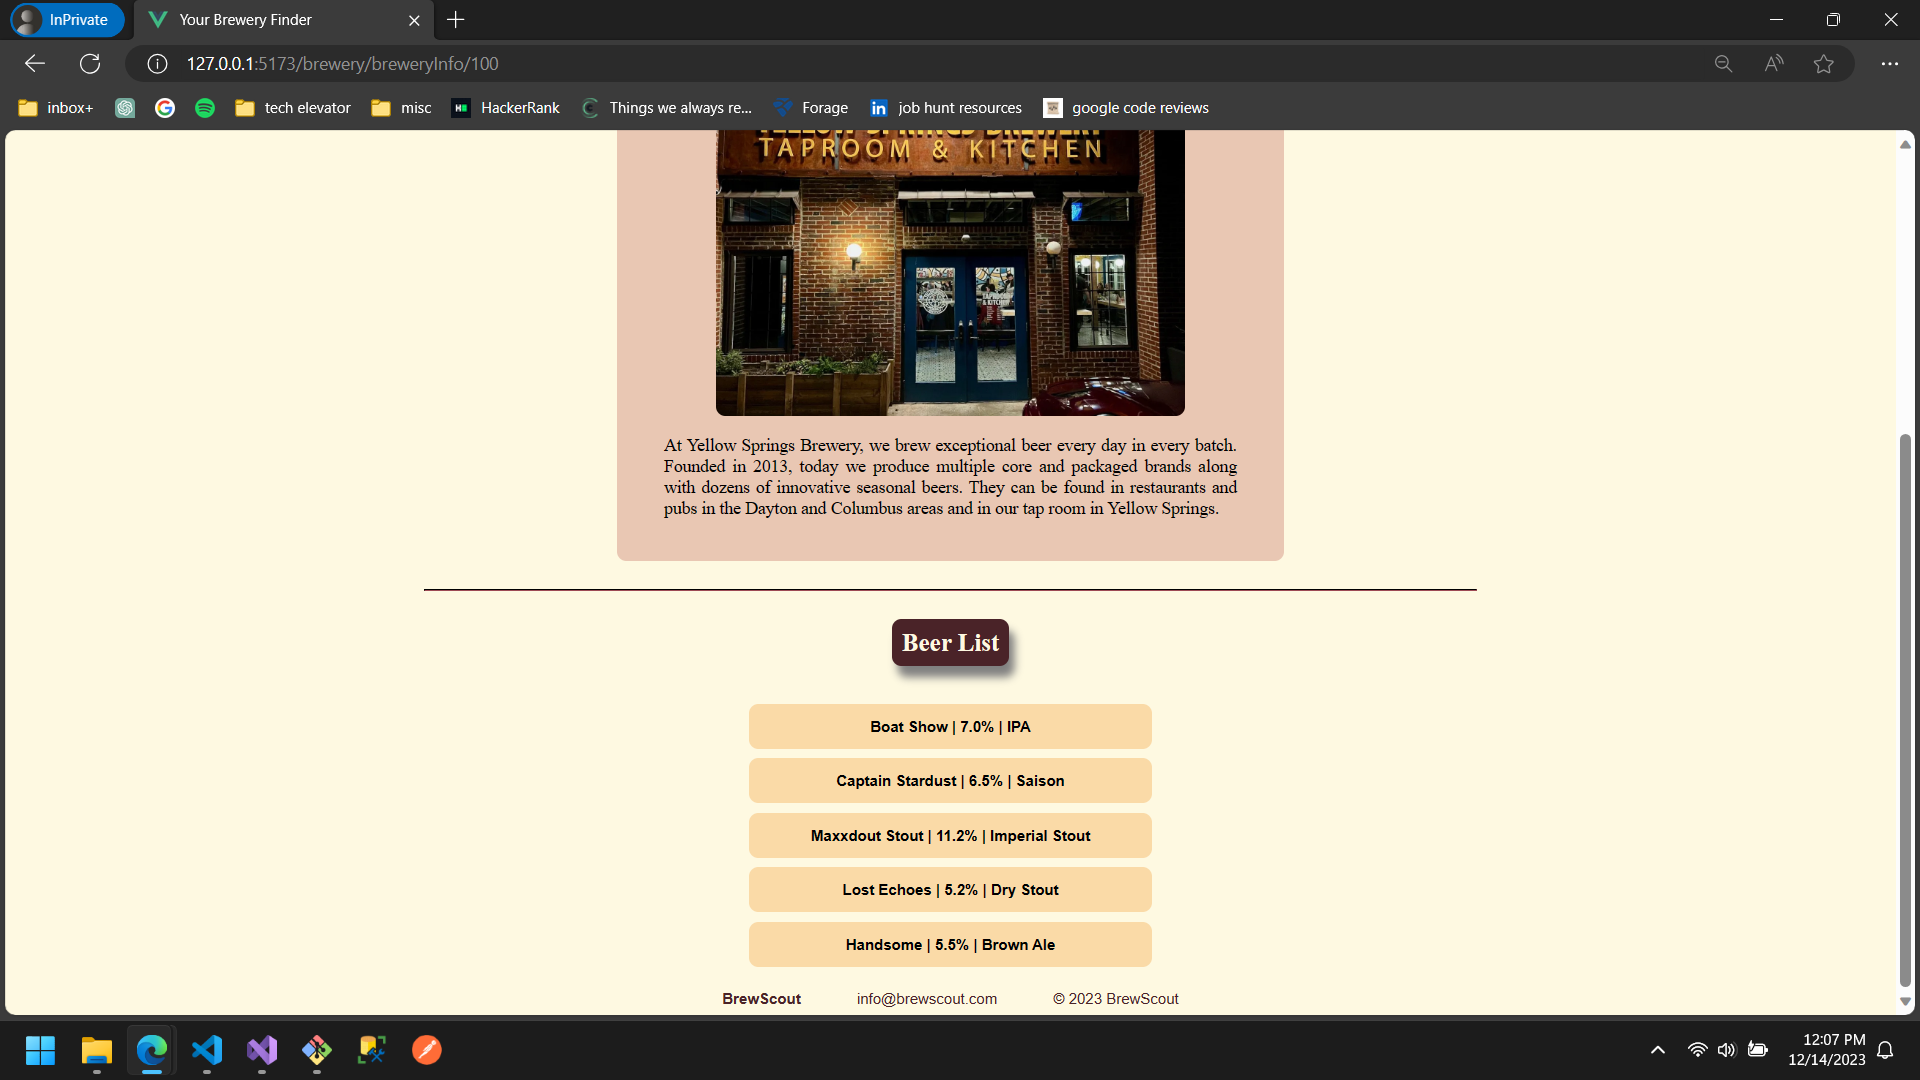 InPrivate
Your Brewery Finder
127.0.0.1:5173/brewery/breweryInfo/100
inbox+
tech elevator
misc
HackerRank
Things we always re...
Forage
job hunt resources
google code reviews
YELLOW SPRINGS BREWERY
TAPROOM & KITCHEN
At Yellow Springs Brewery, we brew exceptional beer every day in every batch.
Founded in 2013, today we produce multiple core and packaged brands along
with dozens of innovative seasonal beers. They can be found in restaurants and
pubs in the Dayton and Columbus areas and in our tap room in Yellow Springs.
Beer List
Boat Show | 7.0% | IPA
Captain Stardust | 6.5% | Saison
Maxxdout Stout | 11.2% | Imperial Stout
Lost Echoes | 5.2% | Dry Stout
Handsome | 5.5% | Brown Ale
BrewScout
info@brewscout.com
© 2023 BrewScout
12:07 PM
12/14/2023